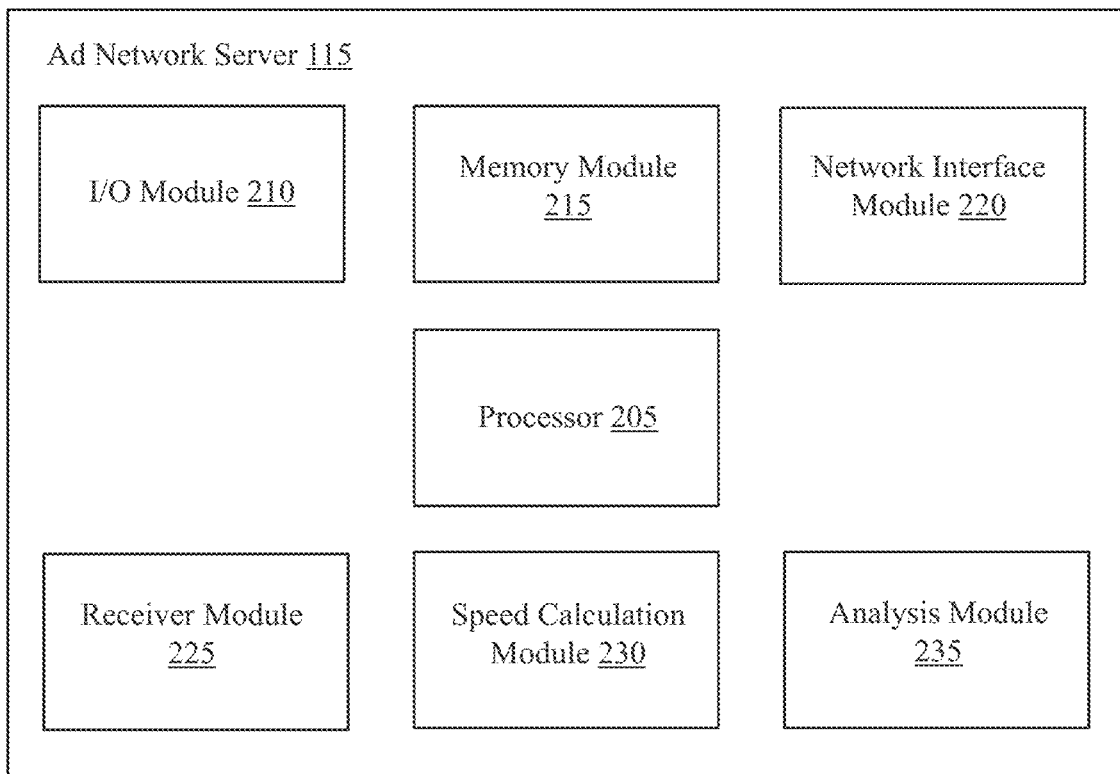 Ad Network Server 115
I/O Module 210
Memory Module
215
Network Interface
Module 220
Processor 205
Receiver Module
225
Speed Calculation
Module 230
Analysis Module
235